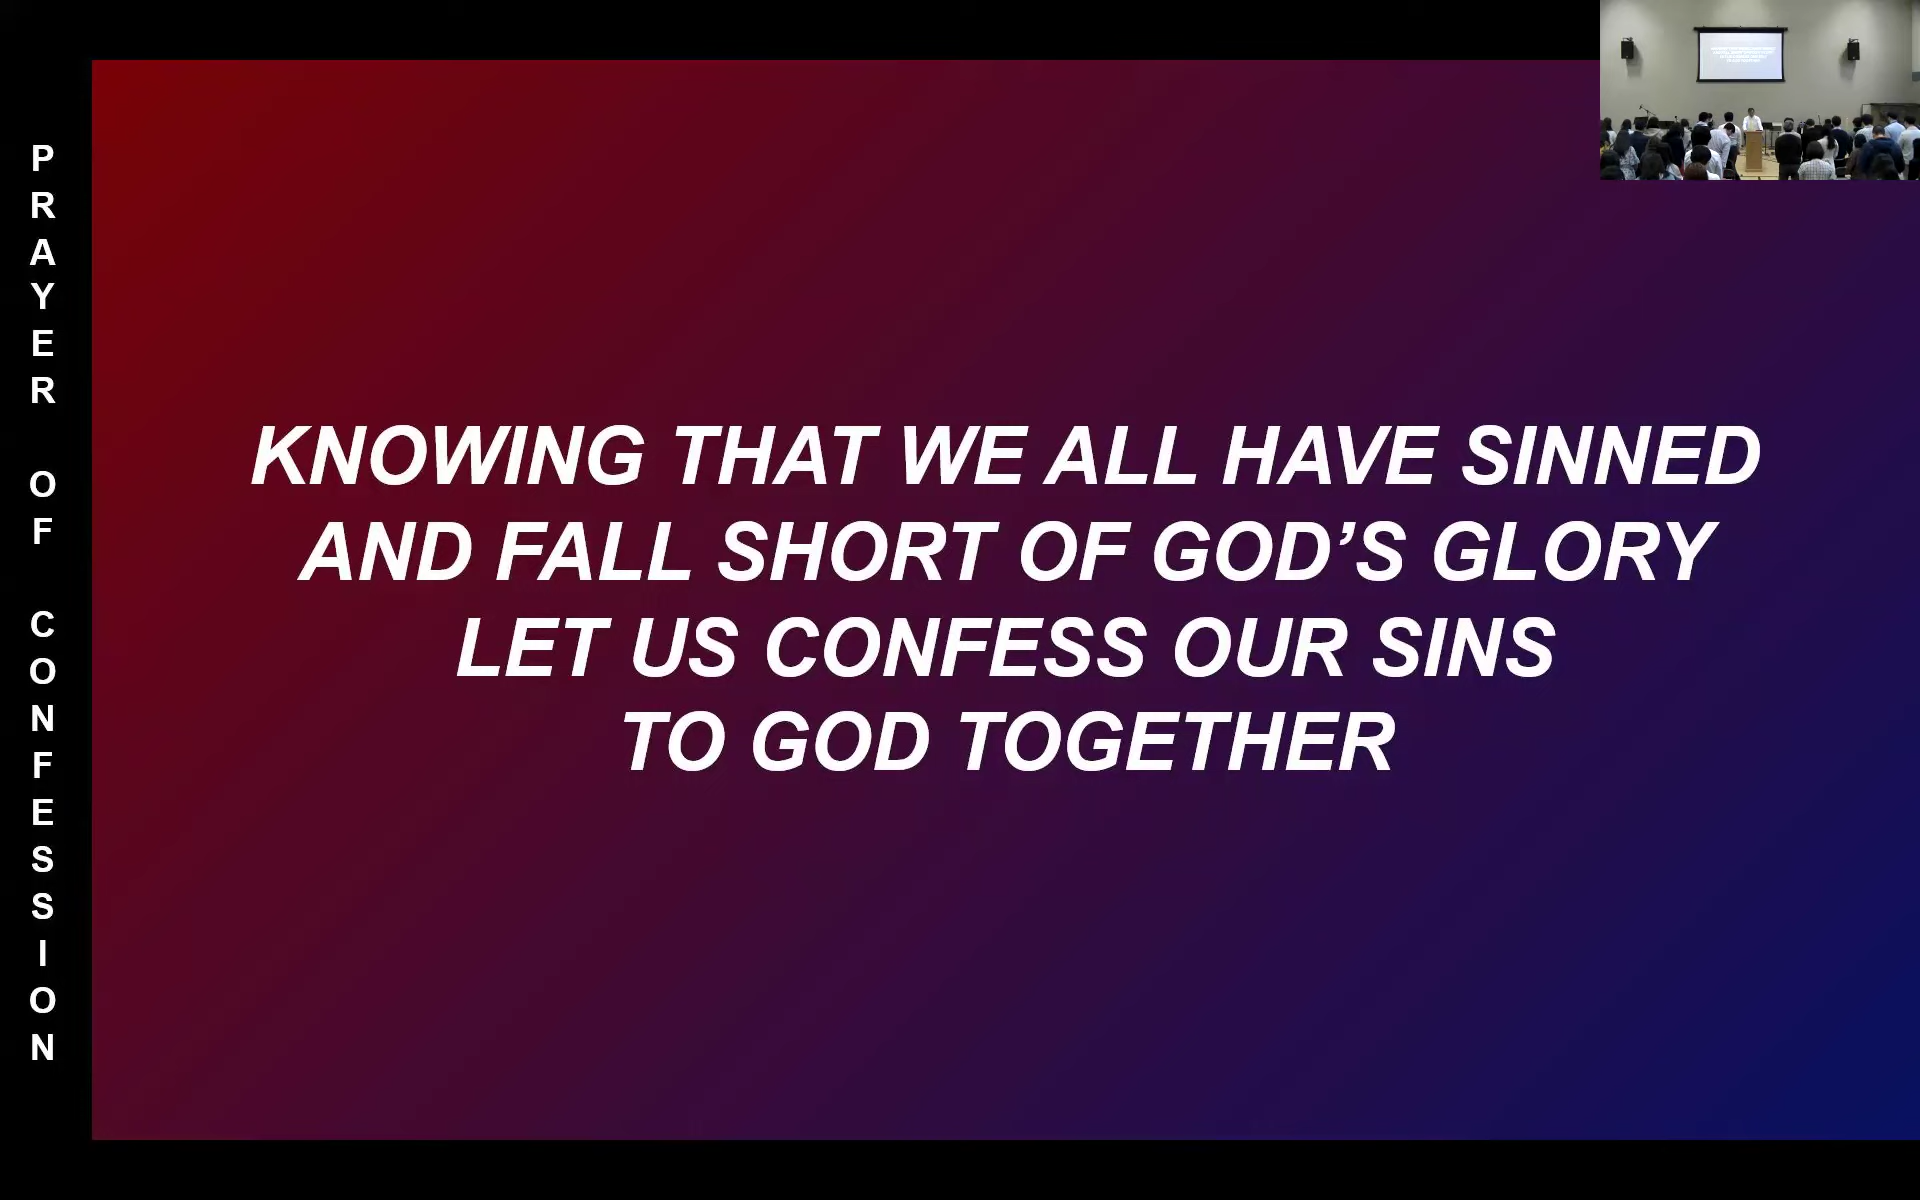 PRAYER OF CONFESSION
KNOWING THAT WE ALL HAVE SINNED
AND FALL SHORT OF GOD’S GLORY
LET US CONFESS OUR SINS
TO GOD TOGETHER